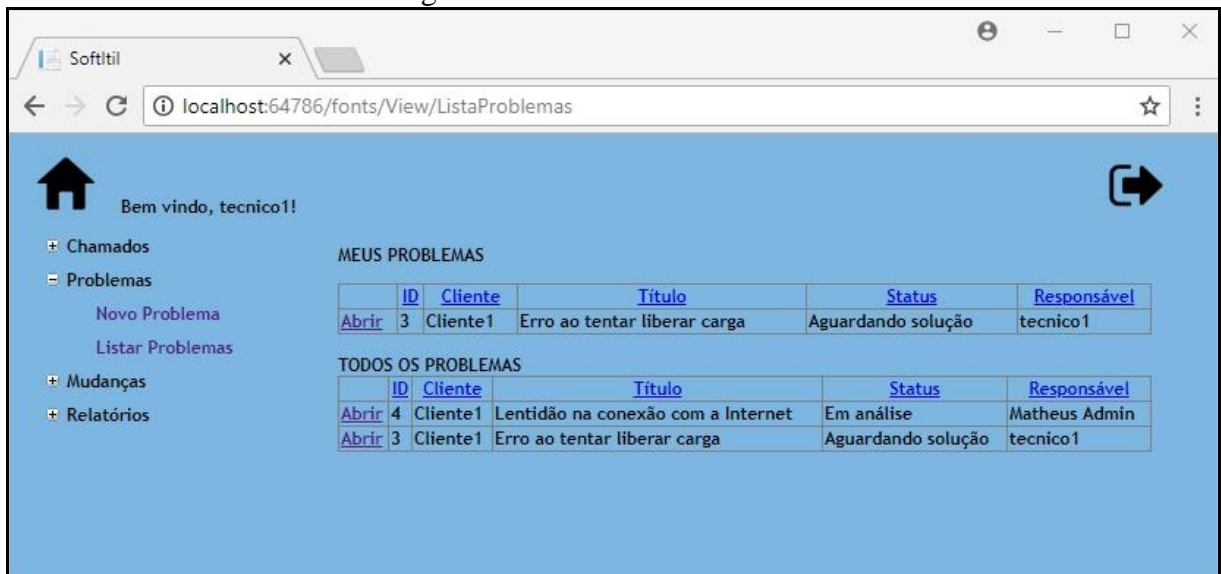 SoftItil
localhost:64786/fonts/View/ListaProblemas
Bem vindo, tecnico1!
Chamados
Problemas
Novo Problema
Listar Problemas
Mudanças
Relatórios
MEUS PROBLEMAS
ID Cliente Título Status Responsável
Abrir 3 Cliente1 Erro ao tentar liberar carga Aguardando solução tecnico1
TODOS OS PROBLEMAS
ID Cliente Título Status Responsável
Abrir 4 Cliente1 Lentidão na conexão com a Internet Em análise Matheus Admin
Abrir 3 Cliente1 Erro ao tentar liberar carga Aguardando solução tecnico1